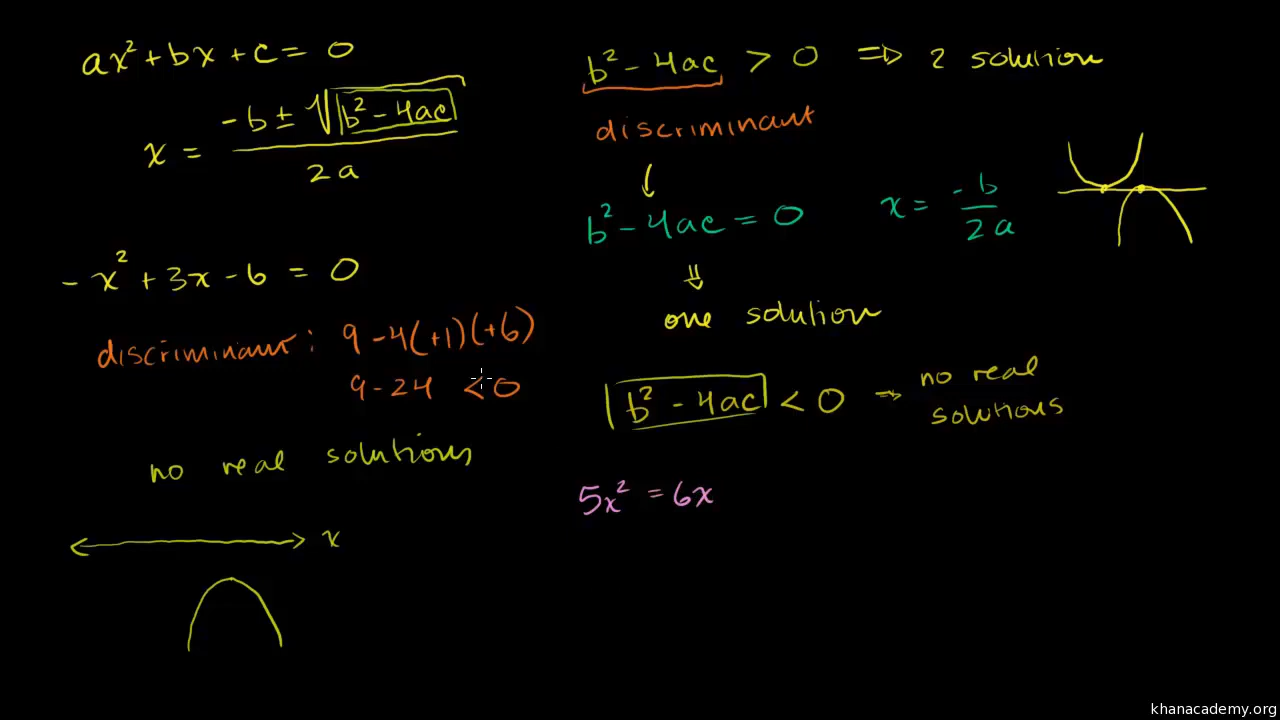 ax² + bx + c = 0
x = (-b ± √(b² - 4ac)) / 2a
-x² + 3x - 6 = 0
discriminant: 9 - 4(+1)(+6)
9 - 24 < 0
no real solutions
x
b² - 4ac > 0 ⇒ 2 solution
discriminant
↓
b² - 4ac = 0 x = -b / 2a
⇓
one solution
b² - 4ac < 0 → no real
solutions
5x² = 6x
khanacademy.org